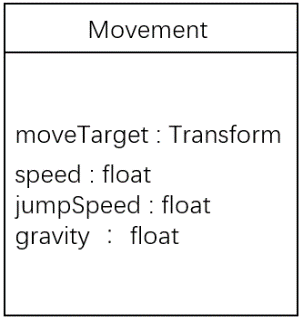 Movement
moveTarget : Transform
speed : float
jumpSpeed : float
gravity ： float